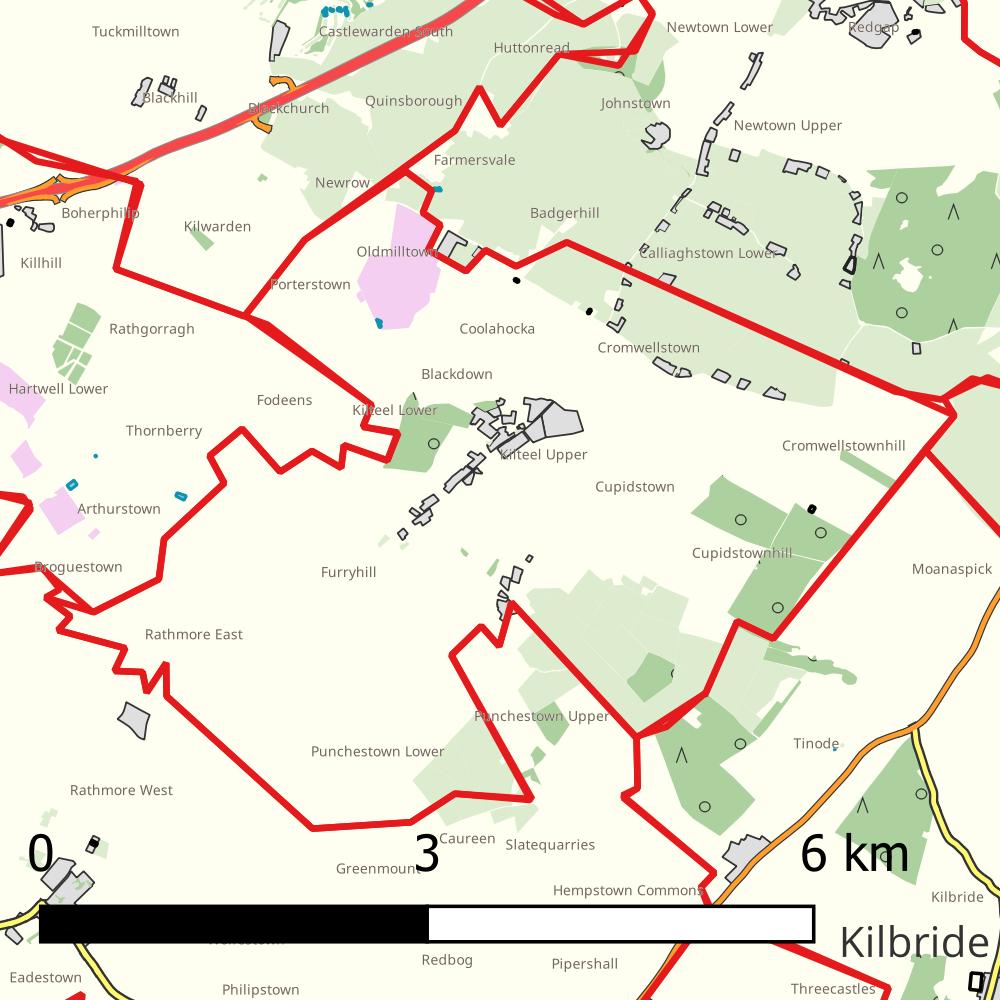 Tuckmilltown
Castlewarden South
Newtown Lower
Redgap
Huttonread
Blackhill
Blackchurch
Quinsborough
Johnstown
Newtown Upper
Farmersvale
Newrow
Boherphilip
Kilwarden
Badgerhill
Oldmilltown
Calliaghstown Lower
Killhill
Porterstown
Rathgorragh
Coolahocka
Cromwellstown
Hartwell Lower
Blackdown
Fodeens
Kilteel Lower
Thornberry
Kilteel Upper
Cromwellstownhill
Cupidstown
Arthurstown
Cupidstownhill
Broguestown
Furryhill
Moanaspick
Rathmore East
Punchestown Upper
Punchestown Lower
Tinode
Rathmore West
Caureen
Slatequarries
0 3 6 km
Greenmount
Hempstown Commons
Kilbride
Kilbride
Redbog
Pipershall
Eadestown
Philipstown
Threecastles